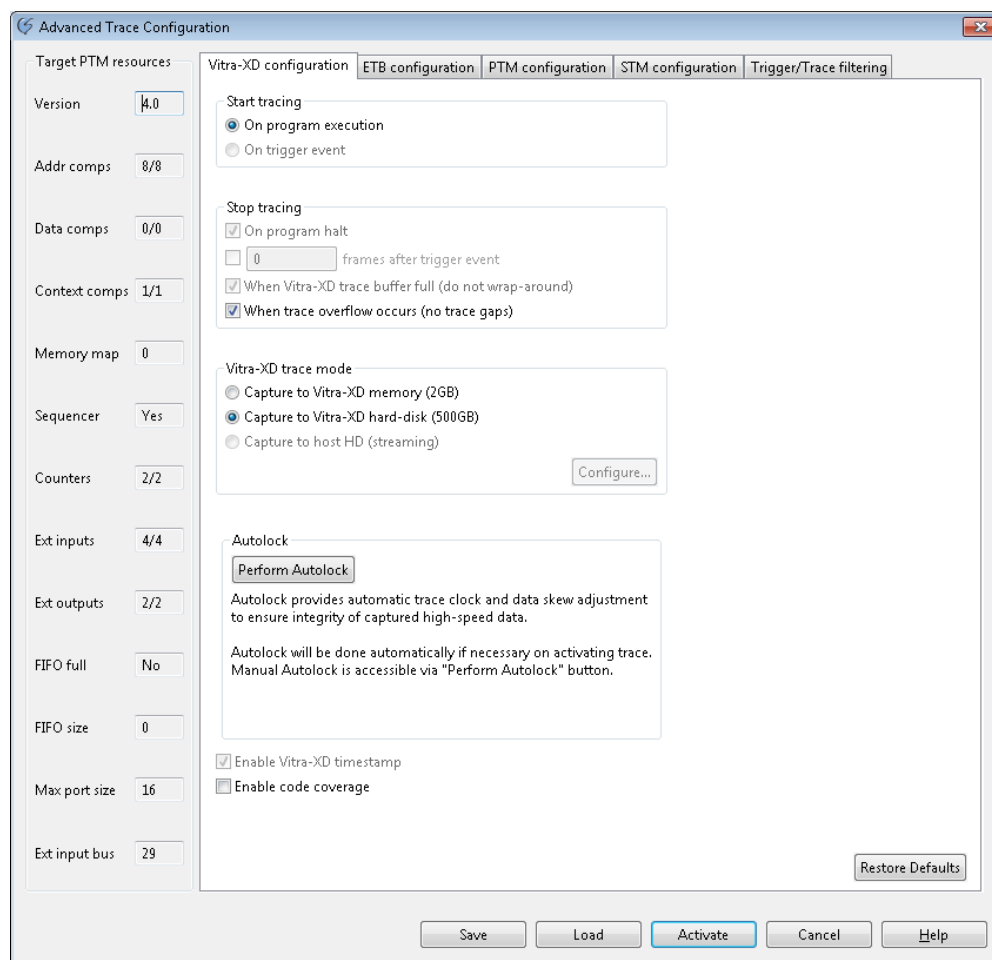 Advanced Trace Configuration
Target PTM resources
Version 4.0
Addr comps 8/8
Data comps 0/0
Context comps 1/1
Memory map 0
Sequencer Yes
Counters 2/2
Ext inputs 4/4
Ext outputs 2/2
FIFO full No
FIFO size 0
Max port size 16
Ext input bus 29
Vitra-XD configuration ETB configuration PTM configuration STM configuration Trigger/Trace filtering
Start tracing
On program execution
On trigger event
Stop tracing
On program halt
0 frames after trigger event
When Vitra-XD trace buffer full (do not wrap-around)
When trace overflow occurs (no trace gaps)
Vitra-XD trace mode
Capture to Vitra-XD memory (2GB)
Capture to Vitra-XD hard-disk (500GB)
Capture to host HD (streaming)
Configure...
Autolock
Perform Autolock
Autolock provides automatic trace clock and data skew adjustment
to ensure integrity of captured high-speed data.
Autolock will be done automatically if necessary on activating trace.
Manual Autolock is accessible via "Perform Autolock" button.
Enable Vitra-XD timestamp
Enable code coverage
Restore Defaults
Save Load Activate Cancel Help